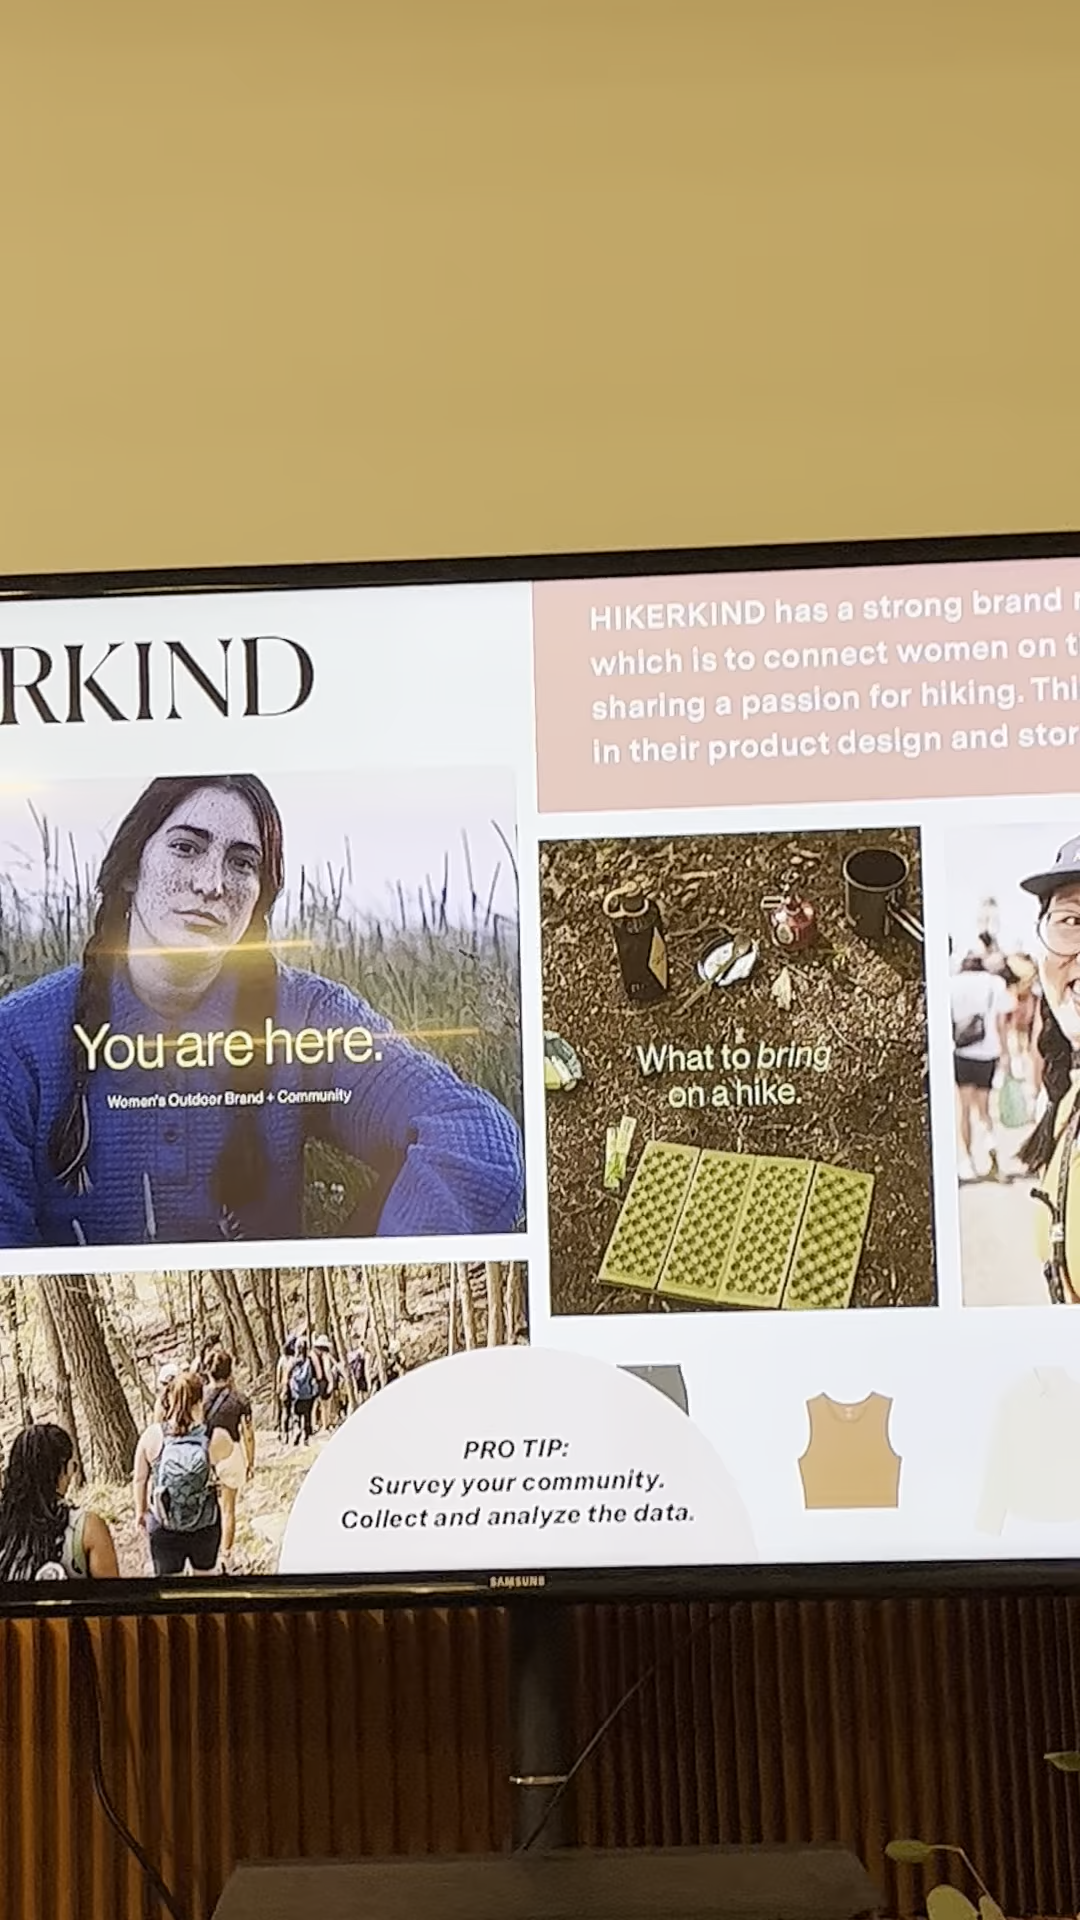 RKIND
HIKERKIND has a strong brand
which is to connect women on
sharing a passion for hiking.
in their product design and
You are here.
Women's Outdoor Brand + Community
What to bring
on a hike.
PRO TIP:
Survey your community.
Collect and analyze the data.
SAMSUNG